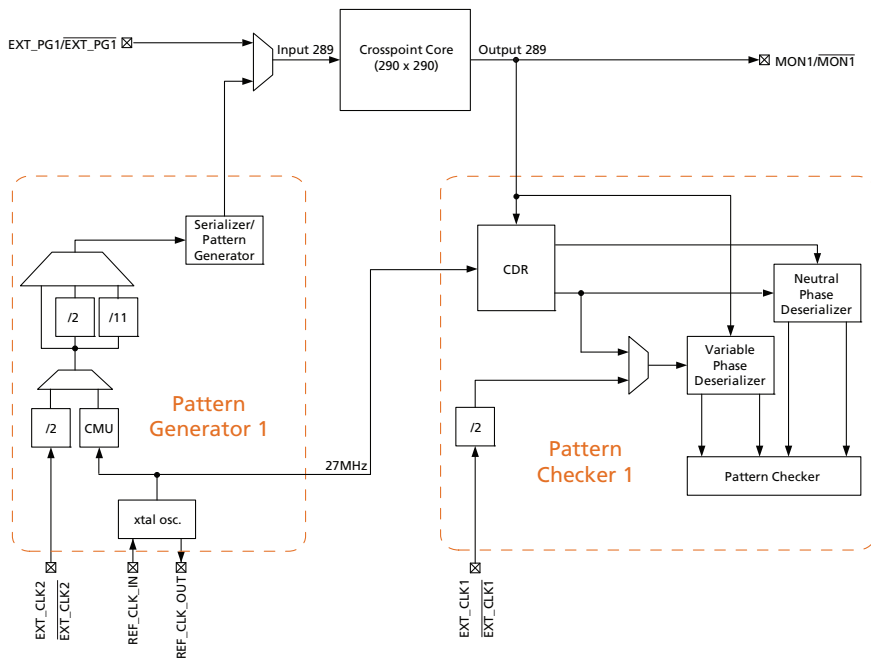 EXT_PG1/EXT_PG1
Input 289
Crosspoint Core
(290 x 290)
Output 289
MON1/MON1
Serializer/
Pattern
Generator
CDR
Neutral
Phase
Deserializer
/2
/11
Variable
Phase
Deserializer
Pattern
Generator 1
/2
CMU
/2
Pattern
Checker 1
27MHz
Pattern Checker
xtal osc.
EXT_CLK2
EXT_CLK2
REF_CLK_IN
REF_CLK_OUT
EXT_CLK1
EXT_CLK1